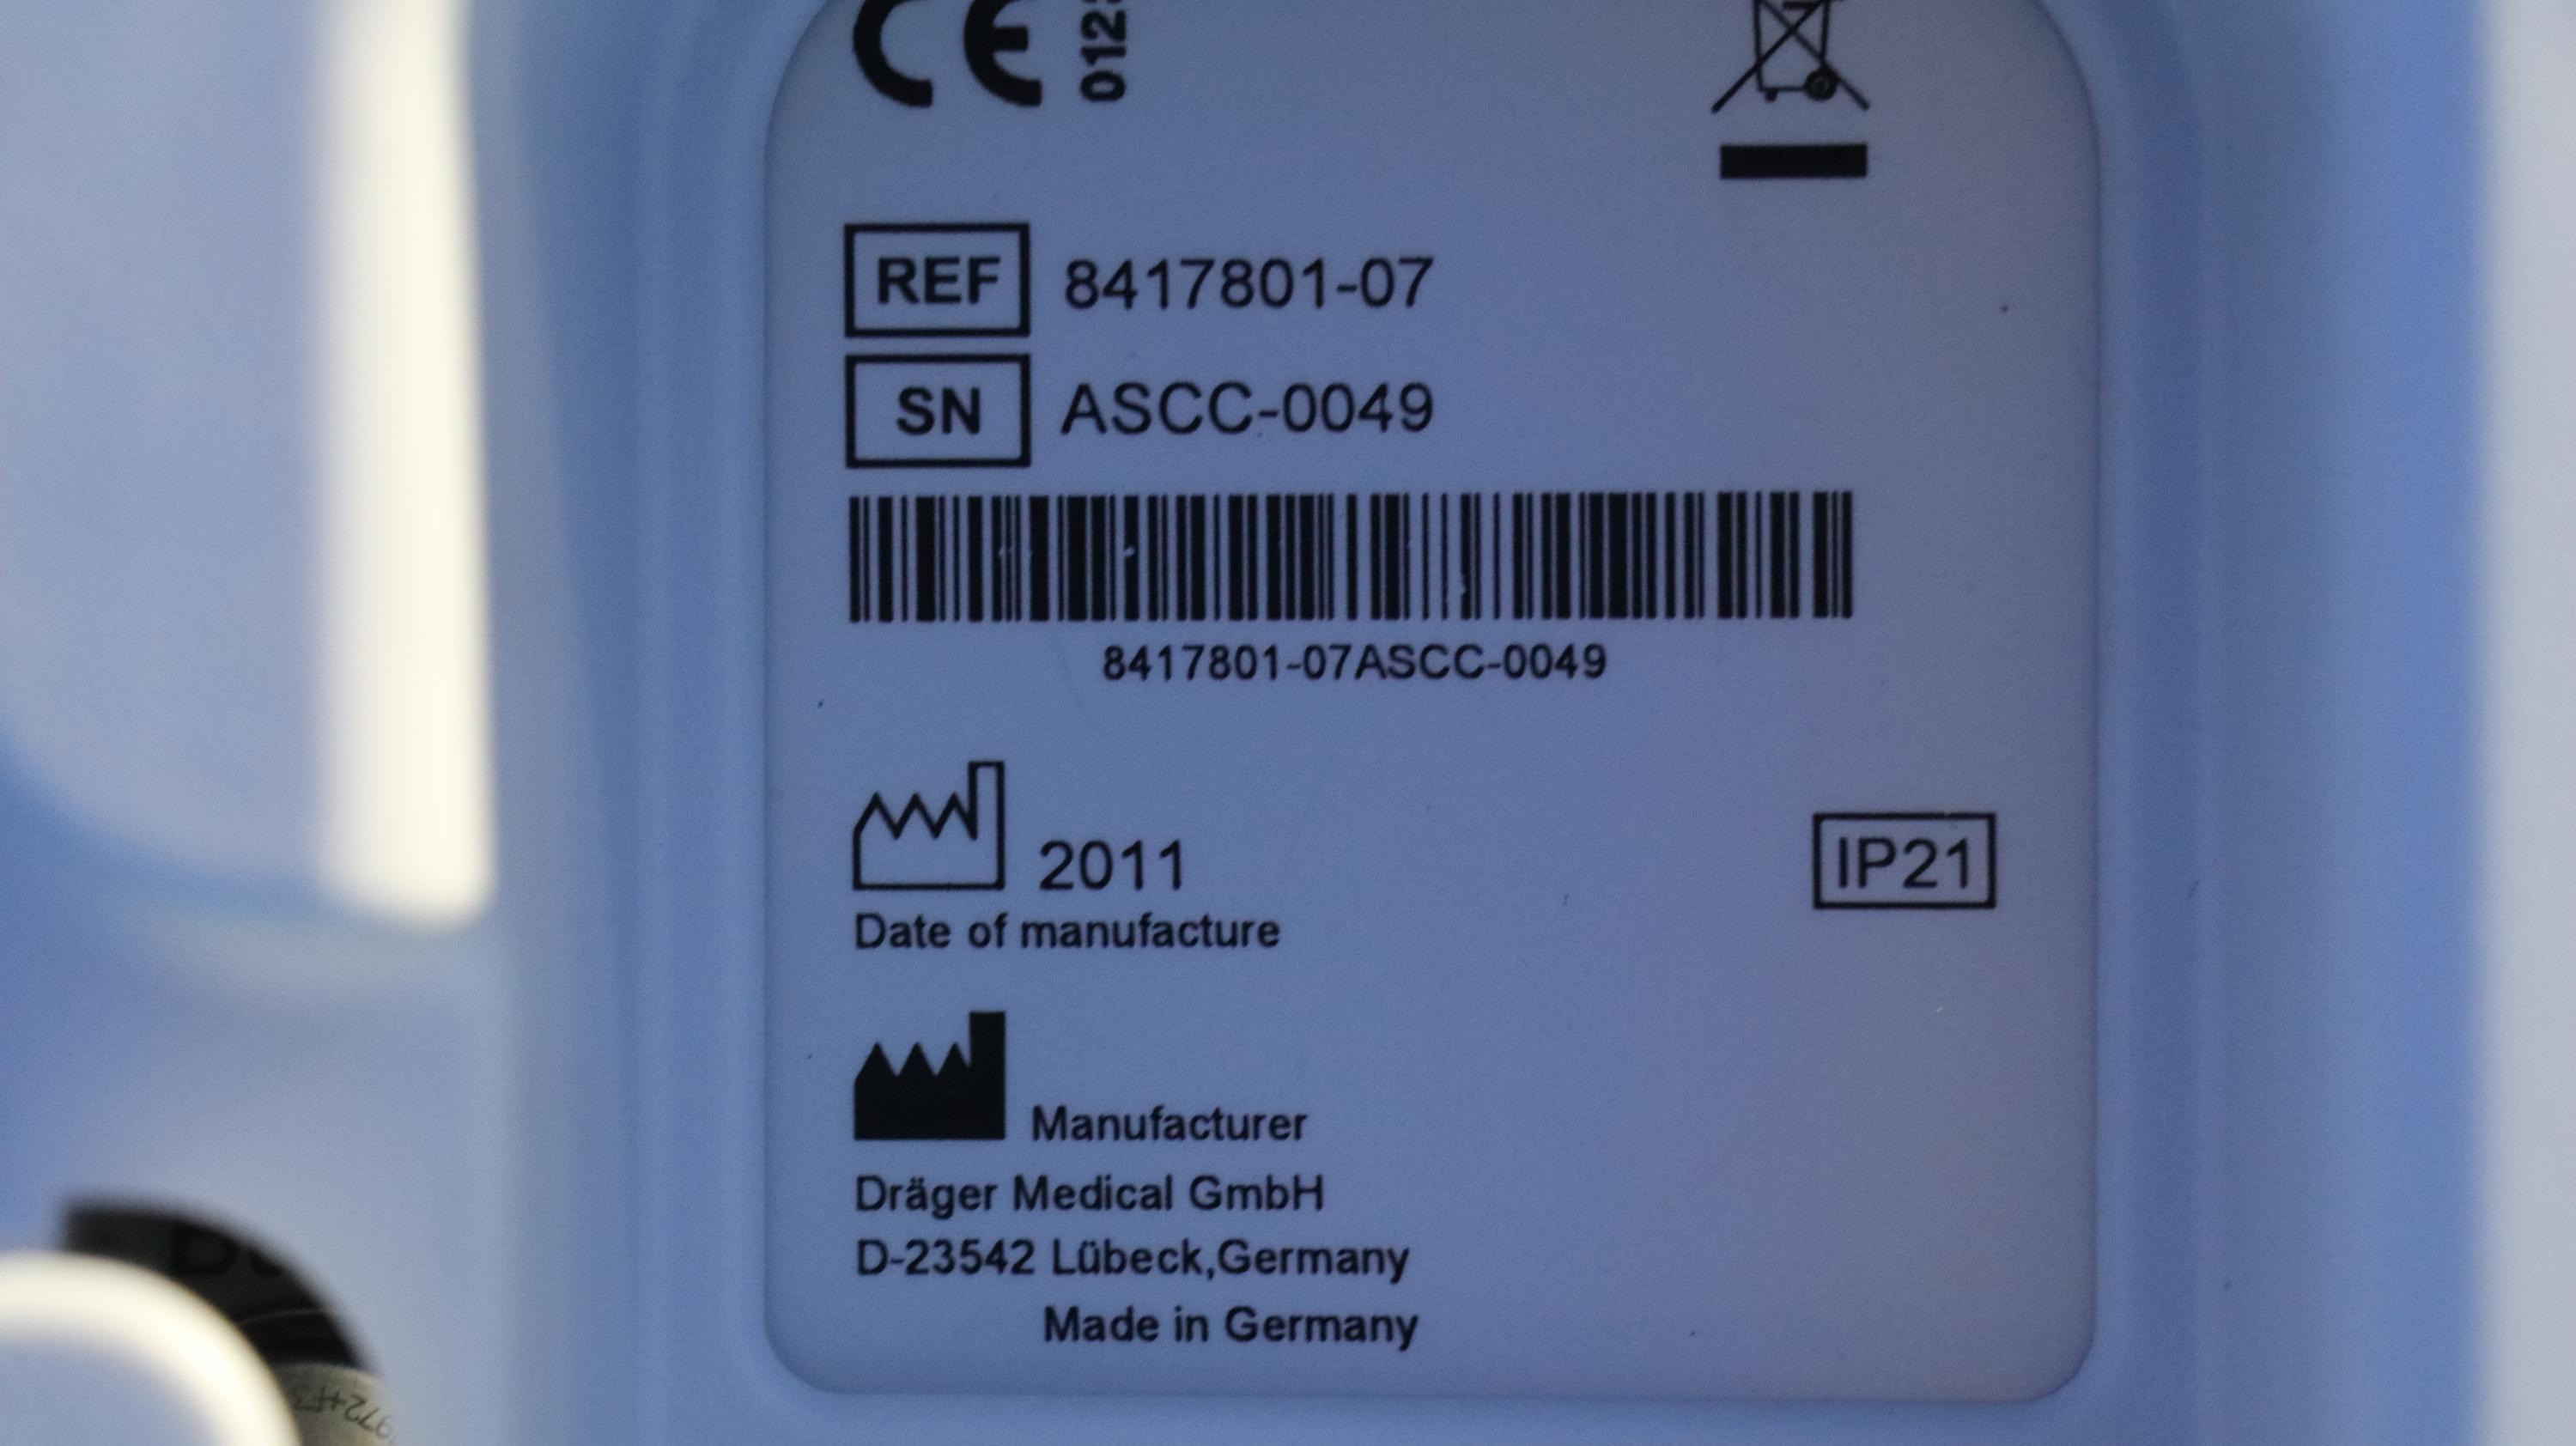 CE
REF 8417801-07
SN ASCC-0049
8417801-07ASCC-0049
2011
IP21
Date of manufacture
Manufacturer
Dräger Medical GmbH
D-23542 Lübeck,Germany
Made in Germany